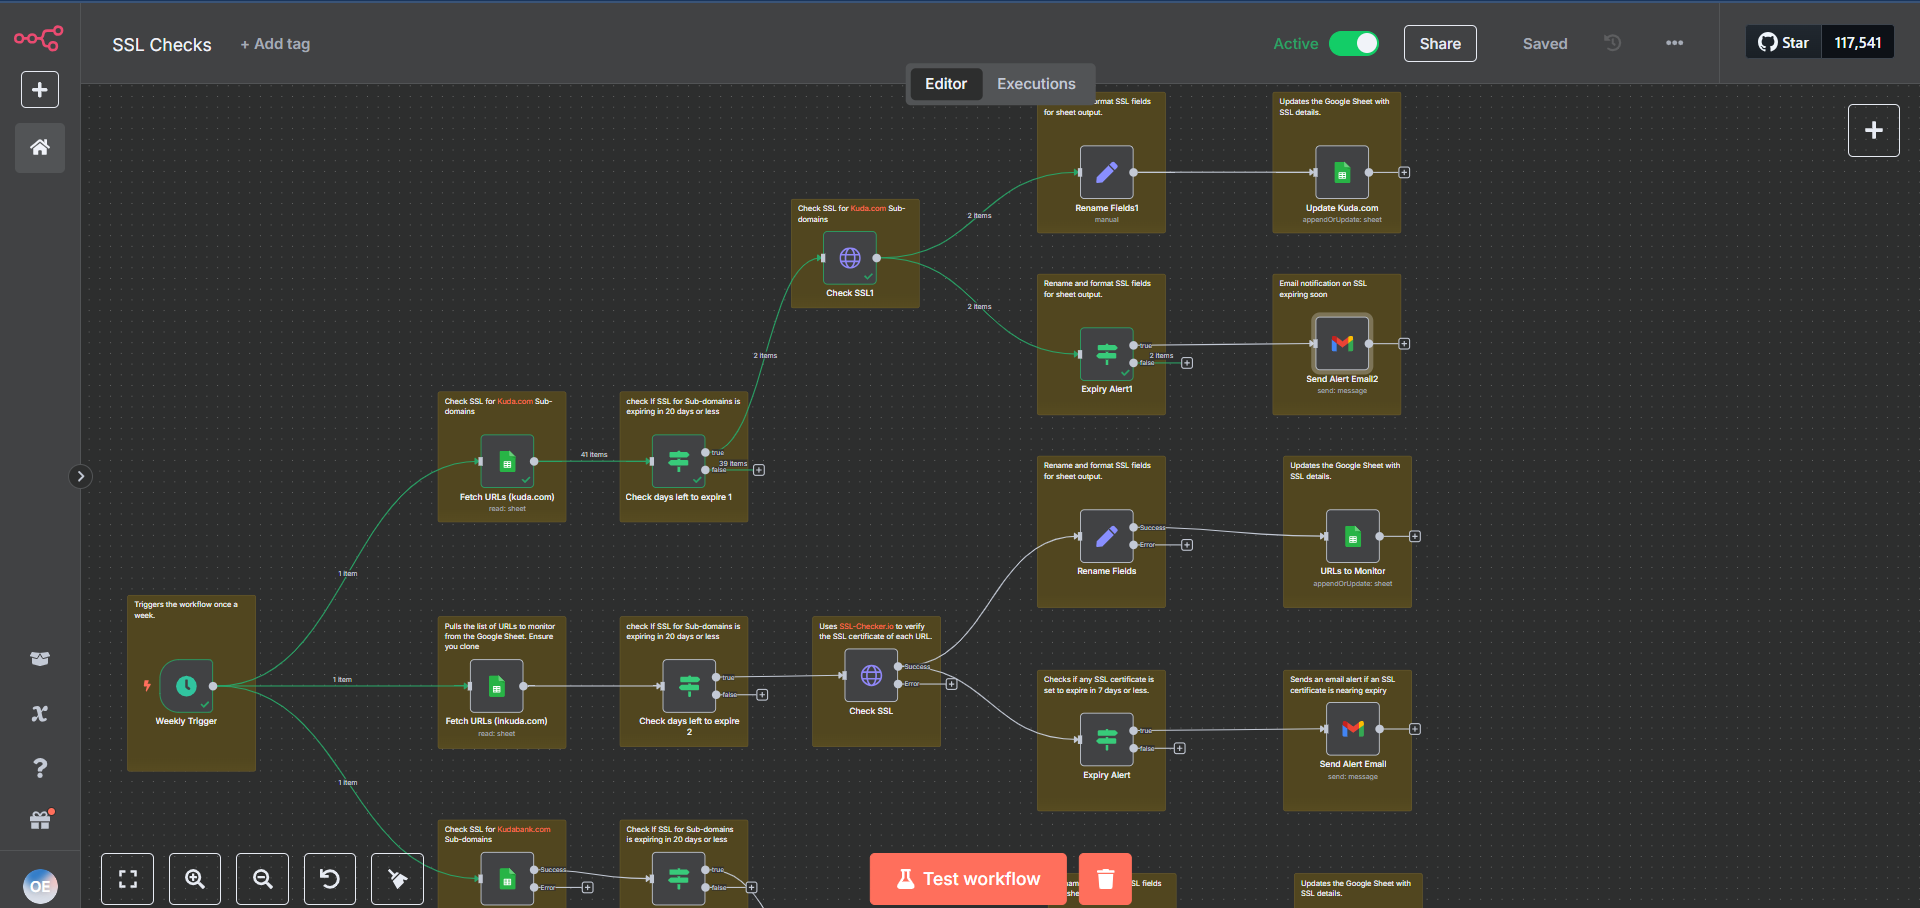 SSL Checks
+ Add tag
Active
Share
Saved
Star
117,541
Editor
Executions
format SSL fields
for sheet output.
Rename Fields1
manual
Updates the Google Sheet with
SSL details.
Update Kuda.com
appendOrUpdate: sheet
Check SSL for Kuda.com Sub-
domains
Check SSL1
2 items
2 items
2 items
Rename and format SSL fields
for sheet output.
true
2 items
false
Expiry Alert1
Email notification on SSL
expiring soon
Send Alert Email2
send: message
Check SSL for Kuda.com Sub-
domains
Fetch URLs (kuda.com)
read: sheet
41 items
check If SSL for Sub-domains is
expiring in 20 days or less
true
39 items
false
Check days left to expire 1
Rename and format SSL fields
for sheet output.
Success
Error
Rename Fields
Updates the Google Sheet with
SSL details.
URLs to Monitor
appendOrUpdate: sheet
1 item
Triggers the workflow once a
week.
Weekly Trigger
1 item
1 item
Pulls the list of URLs to monitor
from the Google Sheet. Ensure
you clone
Fetch URLs (inkuda.com)
read: sheet
check If SSL for Sub-domains is
expiring in 20 days or less
true
false
Check days left to expire
2
Uses SSL-Checker.io to verify
the SSL certificate of each URL.
Success
Error
Check SSL
Checks if any SSL certificate is
set to expire in 7 days or less.
true
false
Expiry Alert
Sends an email alert if an SSL
certificate is nearing expiry
Send Alert Email
send: message
Check SSL for Kudabank.com
Sub-domains
Success
Error
Check If SSL for Sub-domains
is expiring in 20 days or less
true
false
Test workflow
SSL fields
Updates the Google Sheet with
SSL details.
OE